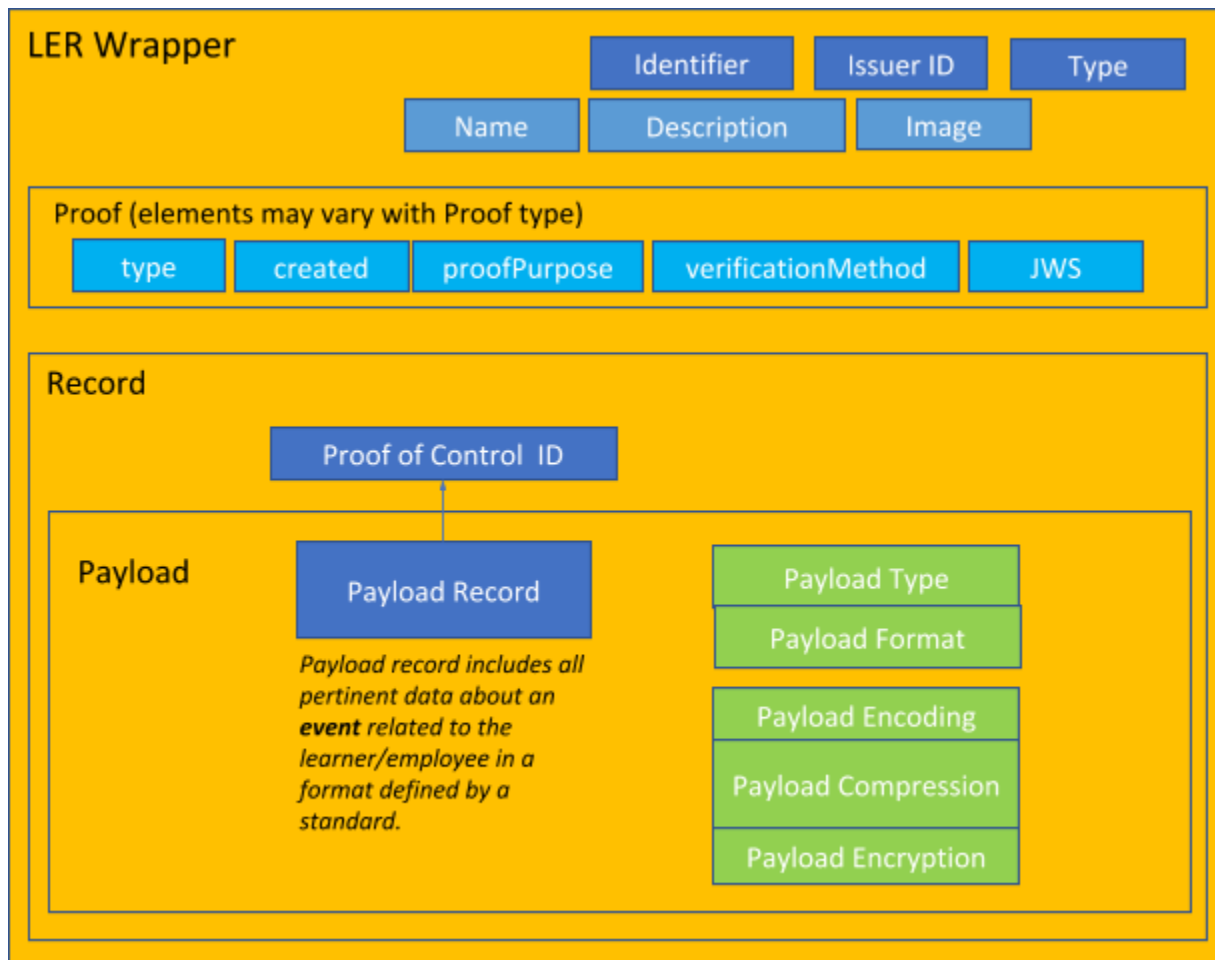 LER Wrapper
Identifier
Issuer ID
Type
Name
Description
Image
Proof (elements may vary with Proof type)
type
created
proofPurpose
verificationMethod
JWS
Record
Proof of Control ID
Payload
Payload Record
Payload record includes all
pertinent data about an
event related to the
learner/employee in a
format defined by a
standard.
Payload Type
Payload Format
Payload Encoding
Payload Compression
Payload Encryption